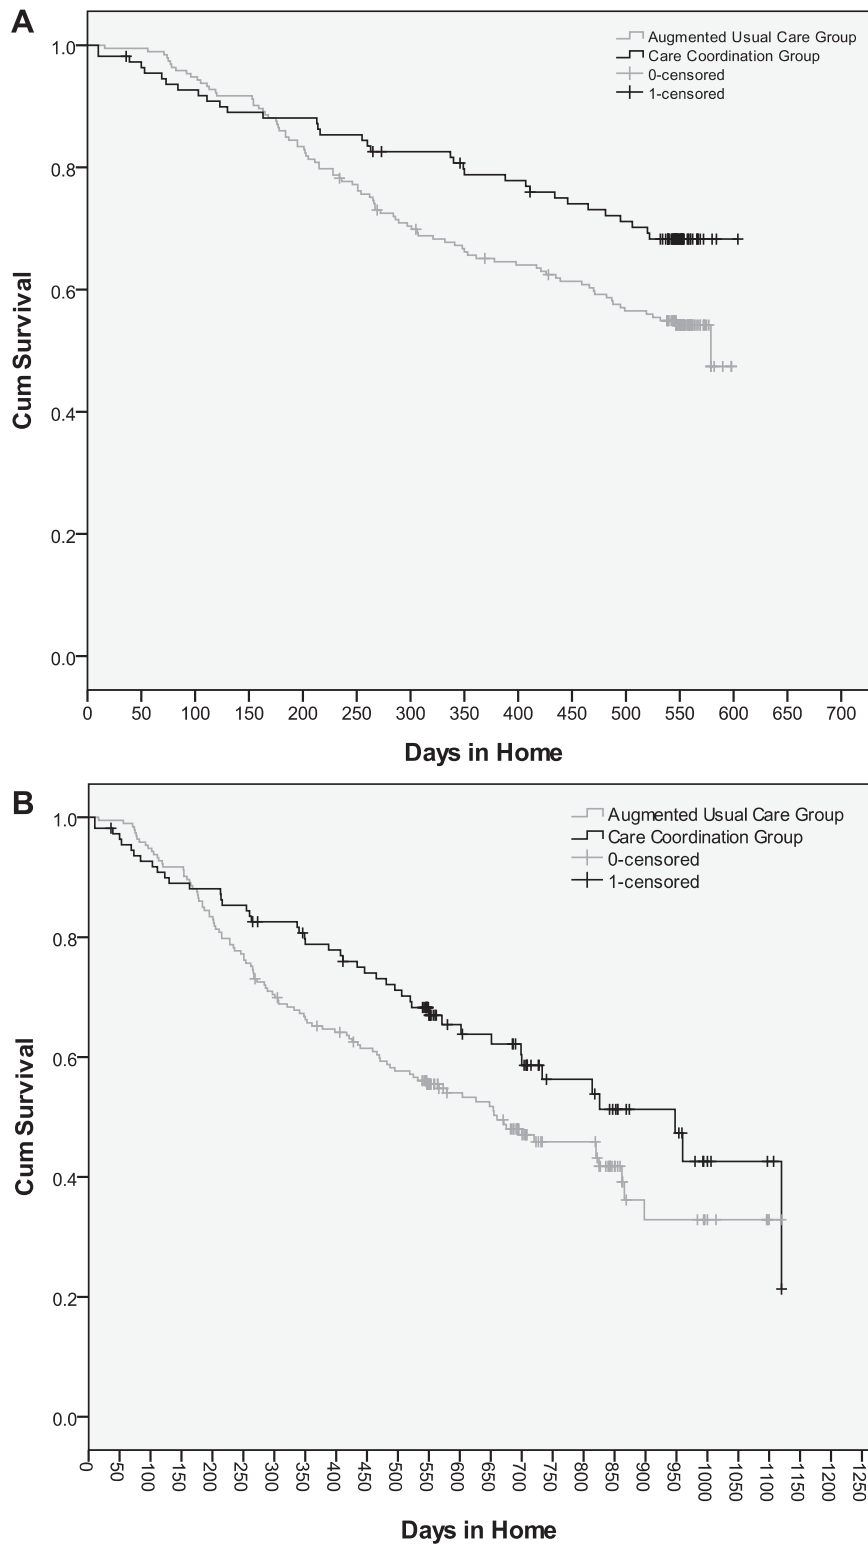 A
Augmented Usual Care Group
Care Coordination Group
0-censored
1-censored
1.0
0.8
0.6
0.4
0.2
0.0
Cum Survival
0 50 100 150 200 250 300 350 400 450 500 550 600 650 700
Days in Home
B
Augmented Usual Care Group
Care Coordination Group
0-censored
1-censored
1.0
0.8
0.6
0.4
0.2
0.0
Cum Survival
0 50 100 150 200 250 300 350 400 450 500 550 600 650 700 750 800 850 900 950 1000 1050 1100 1150 1200 1250
Days in Home